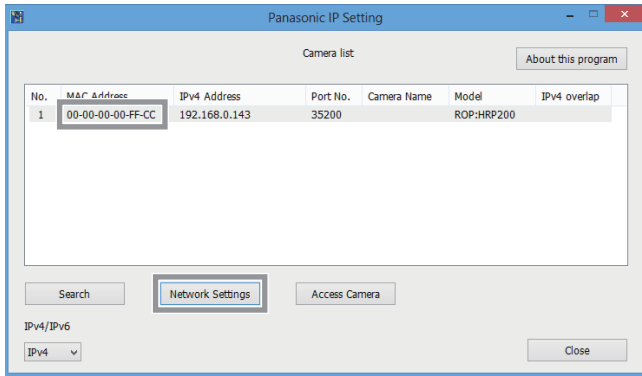 Panasonic IP Setting
Camera list
About this program
No. MAC Address IPv4 Address Port No. Camera Name Model IPv4 overlap
1 00-00-00-00-FF-CC 192.168.0.143 35200 ROP:HRP200
Search Network Settings Access Camera
IPv4/IPv6
IPv4 Close